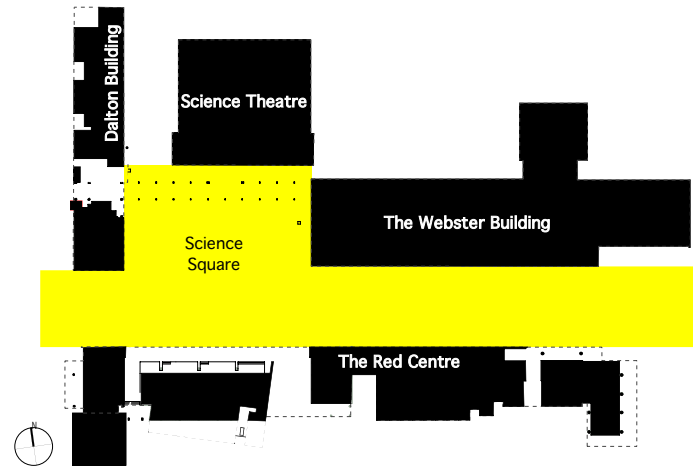 Dalton Building
Science Theatre
The Webster Building
Science
Square
The Red Centre
N